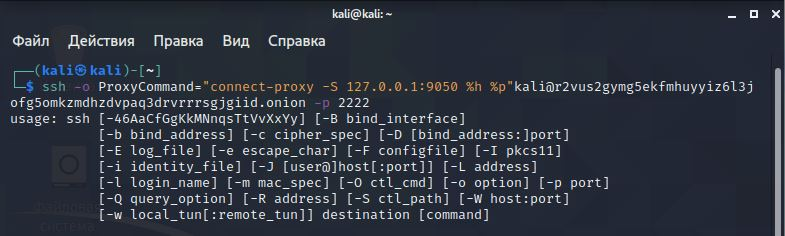 kali@kali: ~
Файл Действия Правка Вид Справка
┌──(kali㉿kali)-[~]
└─$ ssh -o ProxyCommand="connect-proxy -S 127.0.0.1:9050 %h %p"kali@r2vus2gymg5ekfmhuyyiz6l3j
ofg5omkzmdhzdvpaq3drvrrrsgjgiid.onion -p 2222
usage: ssh [-46AaCfGgKkMNnqsTtVvXxYy] [-B bind_interface]
[-b bind_address] [-c cipher_spec] [-D [bind_address:]port]
[-E log_file] [-e escape_char] [-F configfile] [-I pkcs11]
[-i identity_file] [-J [user@]host[:port]] [-L address]
[-l login_name] [-m mac_spec] [-O ctl_cmd] [-o option] [-p port]
[-Q query_option] [-R address] [-S ctl_path] [-W host:port]
[-w local_tun[:remote_tun]] destination [command]
Файловая
система